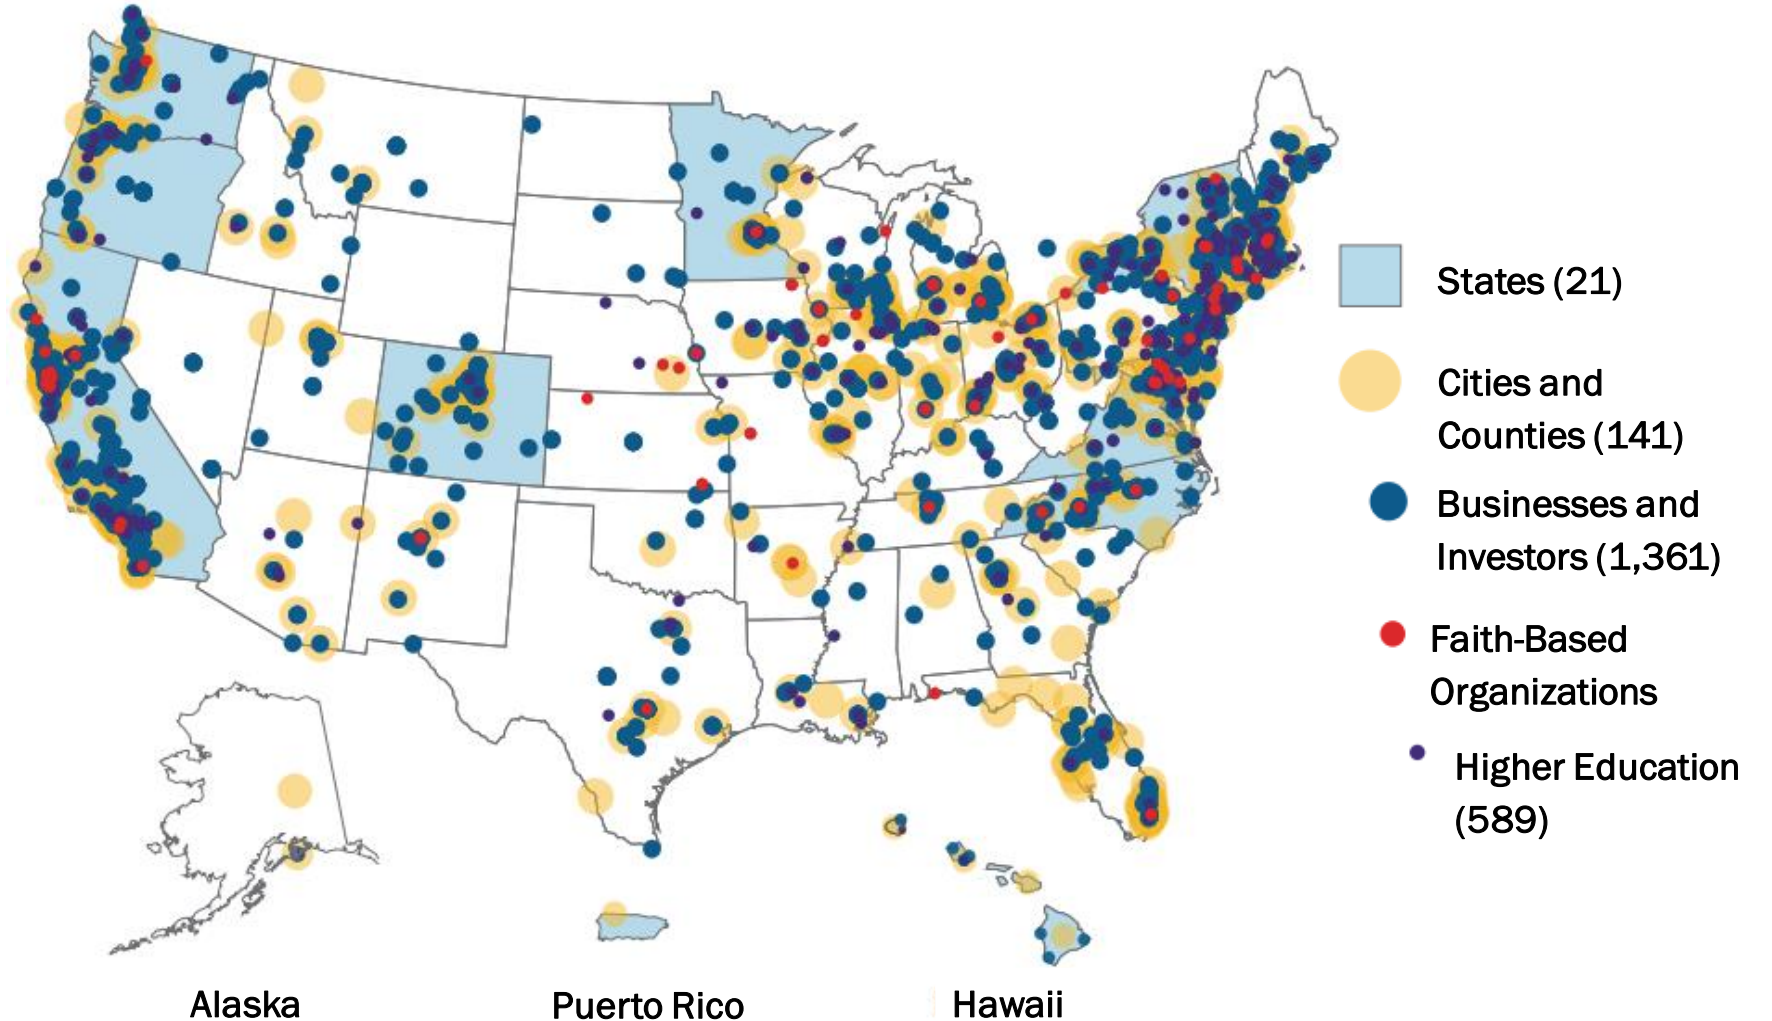 States (21)
Cities and
Counties (141)
Businesses and
Investors (1,361)
Faith-Based
Organizations
Higher Education
(589)
Alaska
Puerto Rico
Hawaii